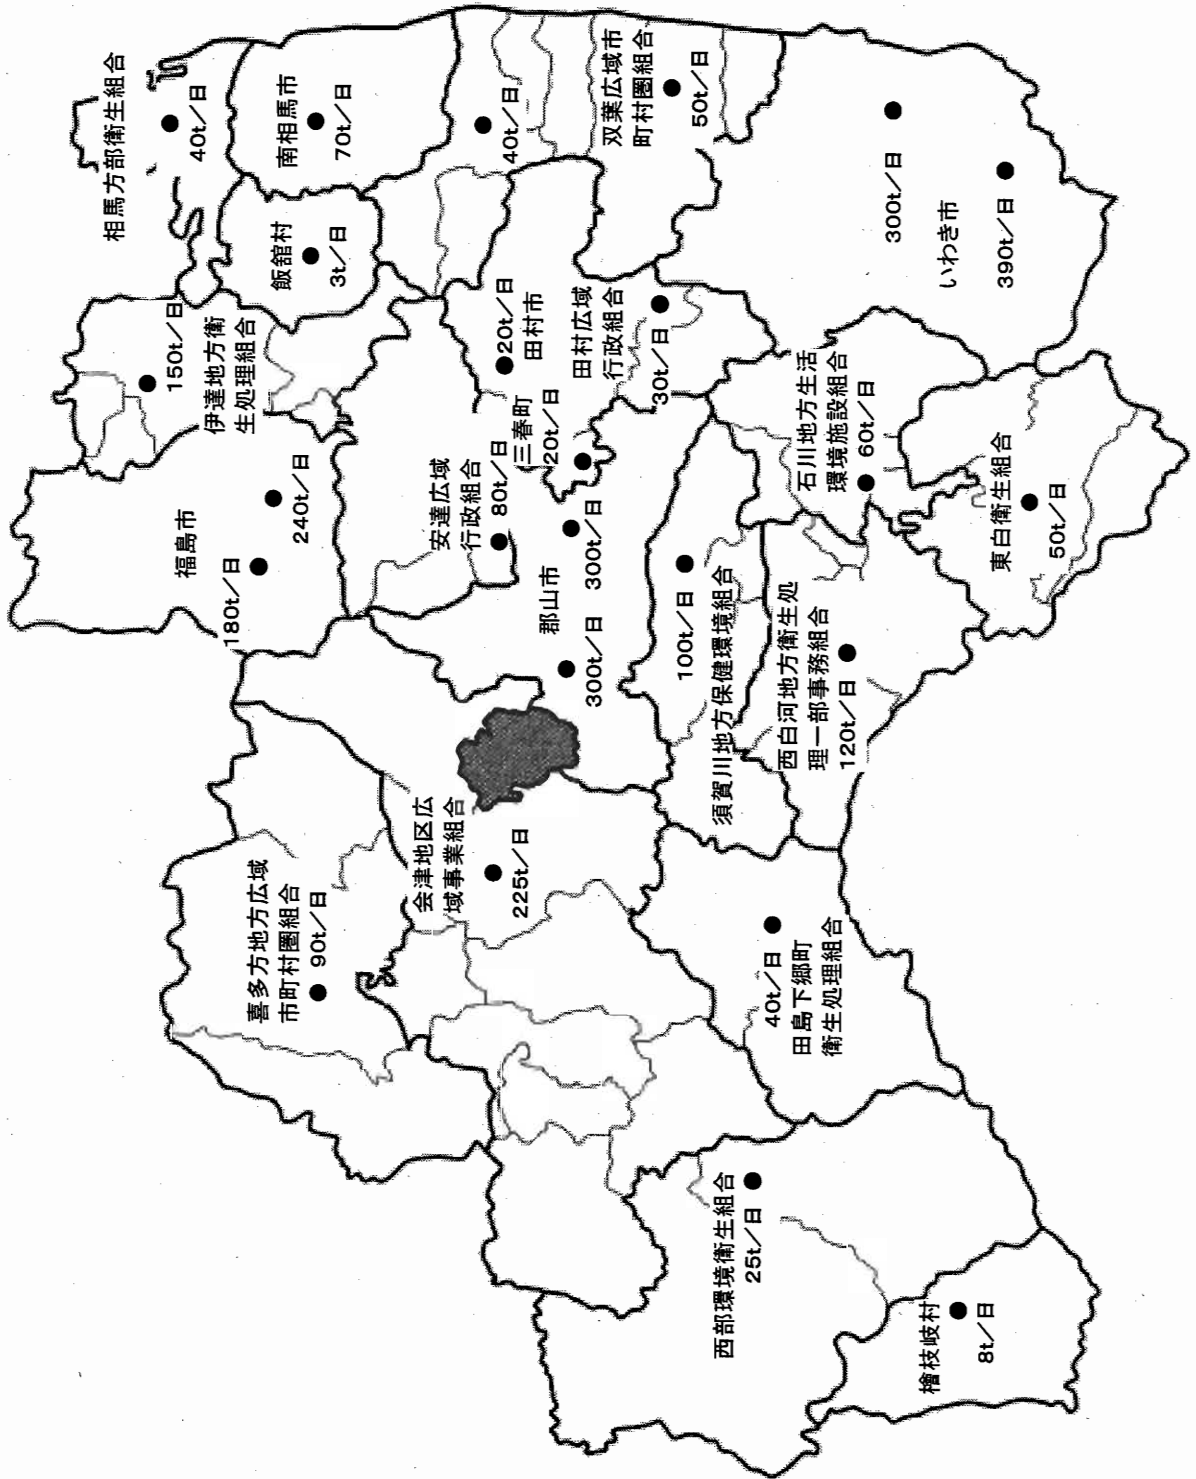 相馬方部衛生組合
40t/日
南相馬市
70t/日
飯舘村
3t/日
40t/日
双葉広域市
町村圏組合
50t/日
300t/日
いわき市
390t/日
150t/日
伊達地方衛
生処理組合
福島市
240t/日
180t/日
20t/日
田村市
田村広域
行政組合
30t/日
三春町
20t/日
安達広域
行政組合
80t/日
郡山市
300t/日
300t/日
石川地方生活
環境施設組合
60t/日
東白衛生組合
50t/日
100t/日
須賀川地方保健環境組合
西白河地方衛生処
理一部事務組合
120t/日
喜多方地方広域
市町村圏組合
90t/日
会津地区広
域事業組合
225t/日
40t/日
田島下郷町
衛生処理組合
西部環境衛生組合
25t/日
檜枝岐村
8t/日